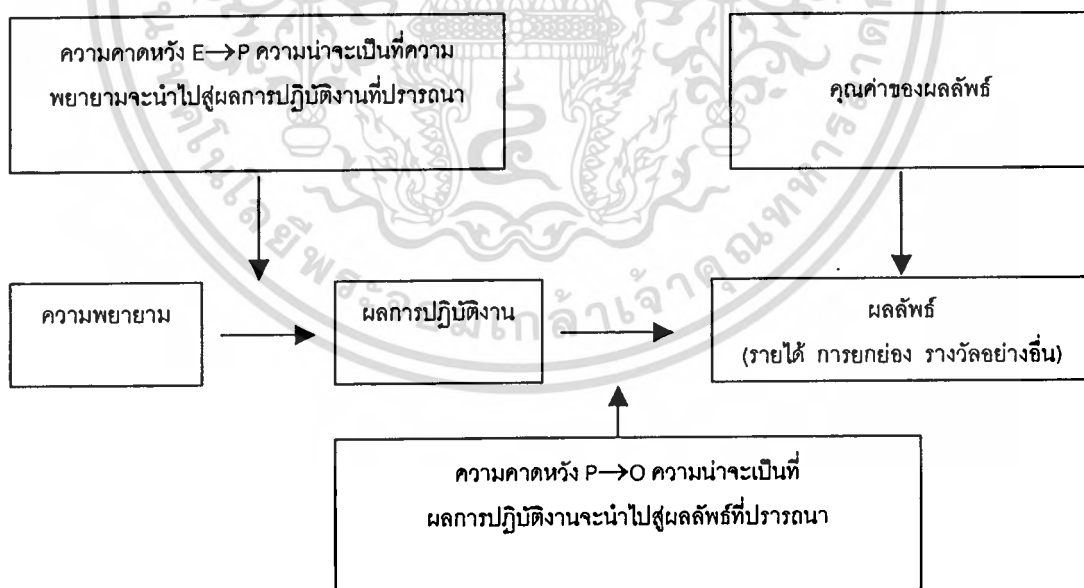 ความคาดหวัง E→P ความน่าจะเป็นที่ความ
พยายามจะนำไปสู่ผลการปฏิบัติงานที่ปรารถนา
คุณค่าของผลลัพธ์
ความพยายาม
ผลการปฏิบัติงาน
ผลลัพธ์
(รายได้ การยกย่อง รางวัลอย่างอื่น)
ความคาดหวัง P→O ความน่าจะเป็นที่
ผลการปฏิบัติงานจะนำไปสู่ผลลัพธ์ที่ปรารถนา